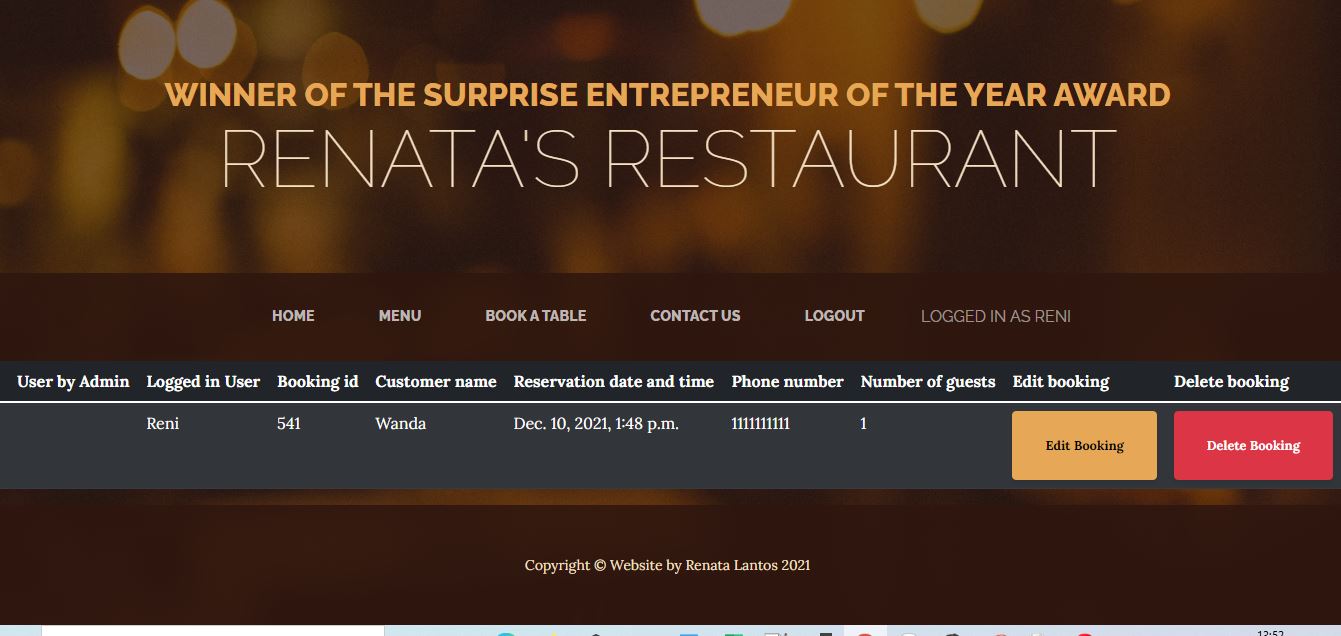 WINNER OF THE SURPRISE ENTREPRENEUR OF THE YEAR AWARD
RENATA'S RESTAURANT
HOME MENU BOOK A TABLE CONTACT US LOGOUT LOGGED IN AS RENI
User by Admin Logged in User Booking id Customer name Reservation date and time Phone number Number of guests Edit booking Delete booking
Reni 541 Wanda Dec. 10, 2021, 1:48 p.m. 1111111111 1
Edit Booking Delete Booking
Copyright © Website by Renata Lantos 2021